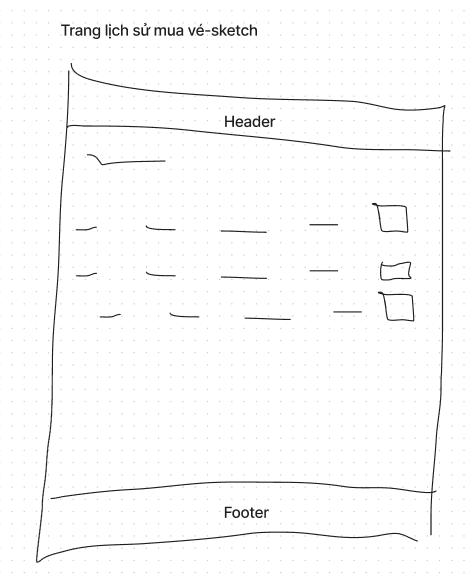 Trang lịch sử mua vé-sketch
Header
Footer